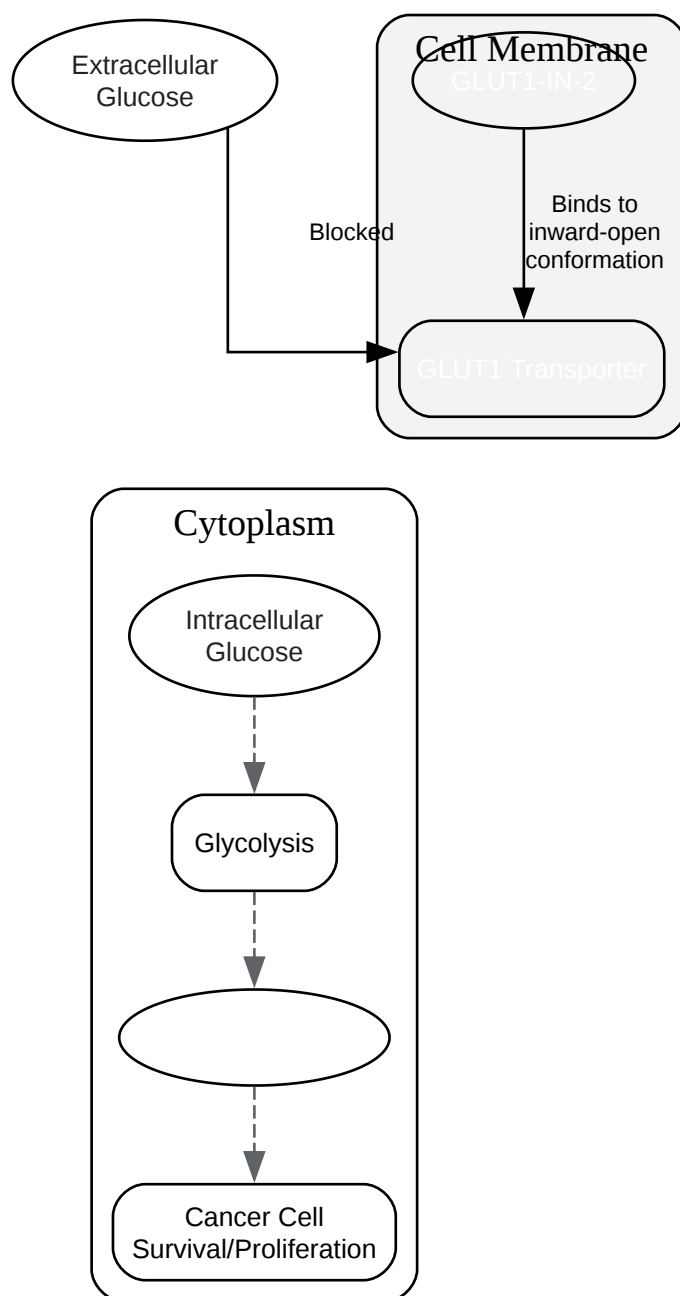 Extracellular
Glucose
Cell Membrane
GLUT1-IN-2
Blocked
Binds to
inward-open
conformation
GLUT1 Transporter
Cytoplasm
Intracellular
Glucose
Glycolysis
Cancer Cell
Survival/Proliferation